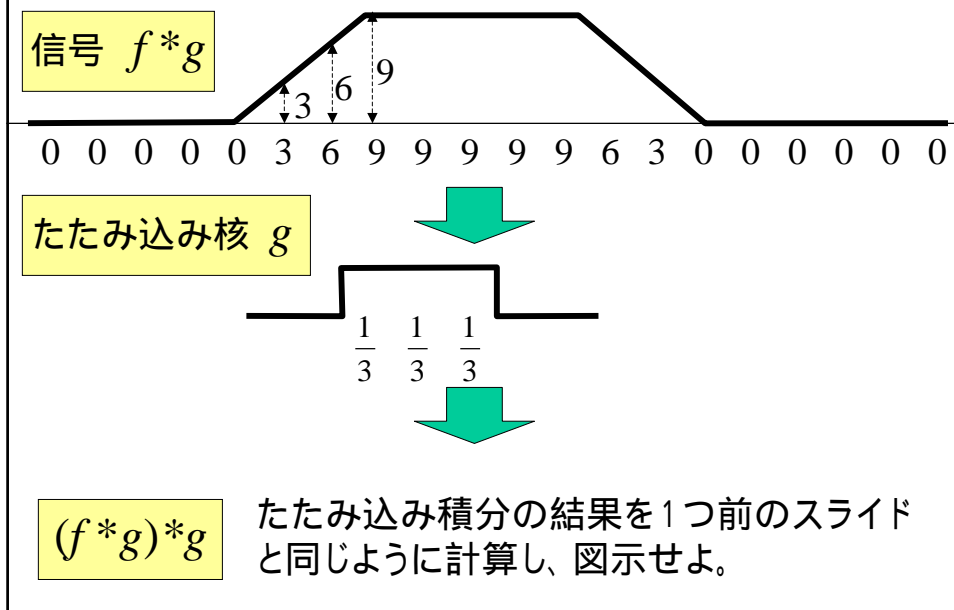 信号 f*g
3
6
9
0 0 0 0 0 3 6 9 9 9 9 9 6 3 0 0 0 0 0 0
たたみ込み核 g
1/3 1/3 1/3
(f*g)*g
たたみ込み積分の結果を1つ前のスライド
と同じように計算し、図示せよ。